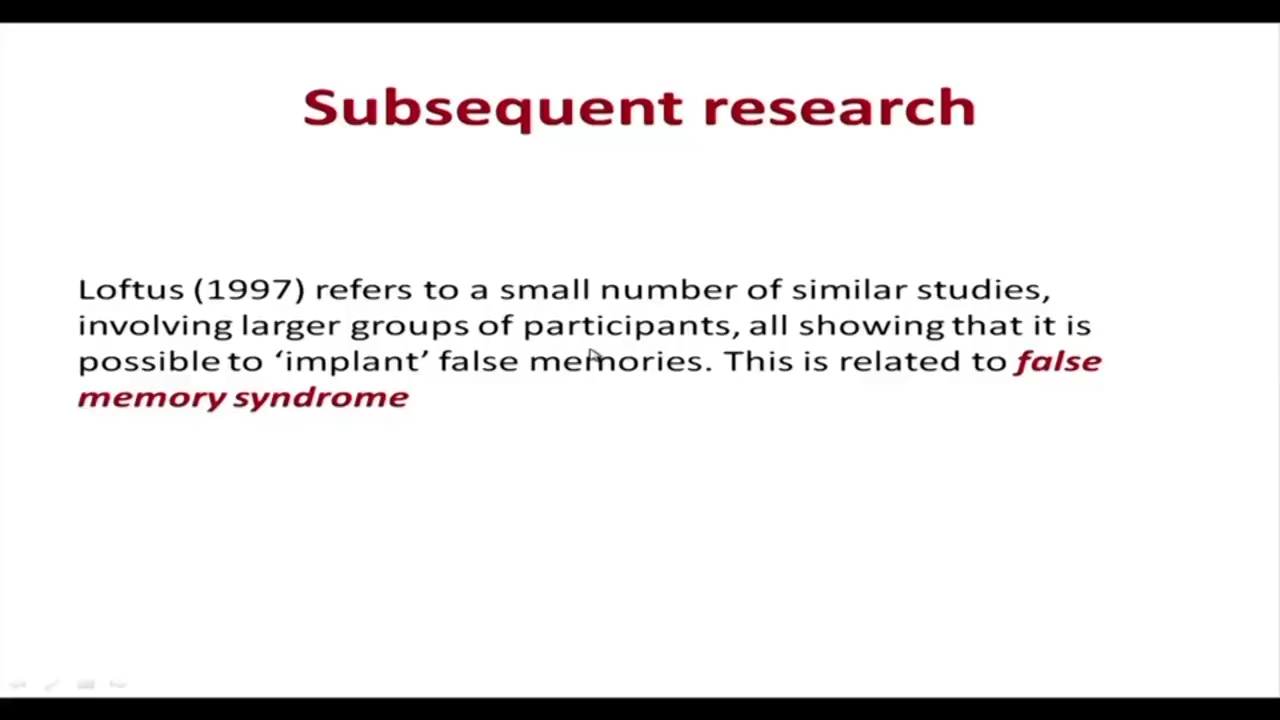 Subsequent research
Loftus (1997) refers to a small number of similar studies,
involving larger groups of participants, all showing that it is
possible to ‘implant’ false memories. This is related to false
memory syndrome